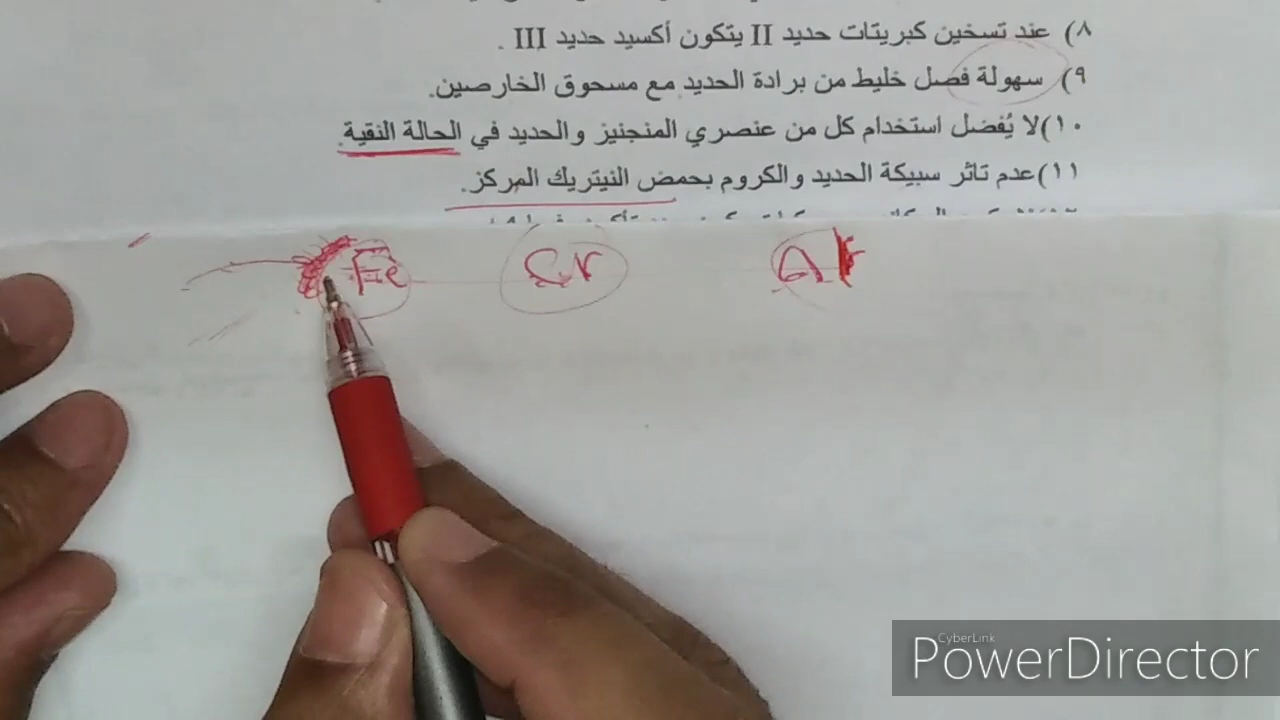 ٨) عند تسخين كبريتات حديد II يتكون أكسيد حديد III .
٩) سهولة فصل خليط من برادة الحديد مع مسحوق الخارصين.
١٠)لا يُفضل استخدام كل من عنصري المنجنيز والحديد في الحالة النقية.
١١)عدم تاثر سبيكة الحديد والكروم بحمض النيتريك المركز.
Fe Cr Al
CyberLink
PowerDirector